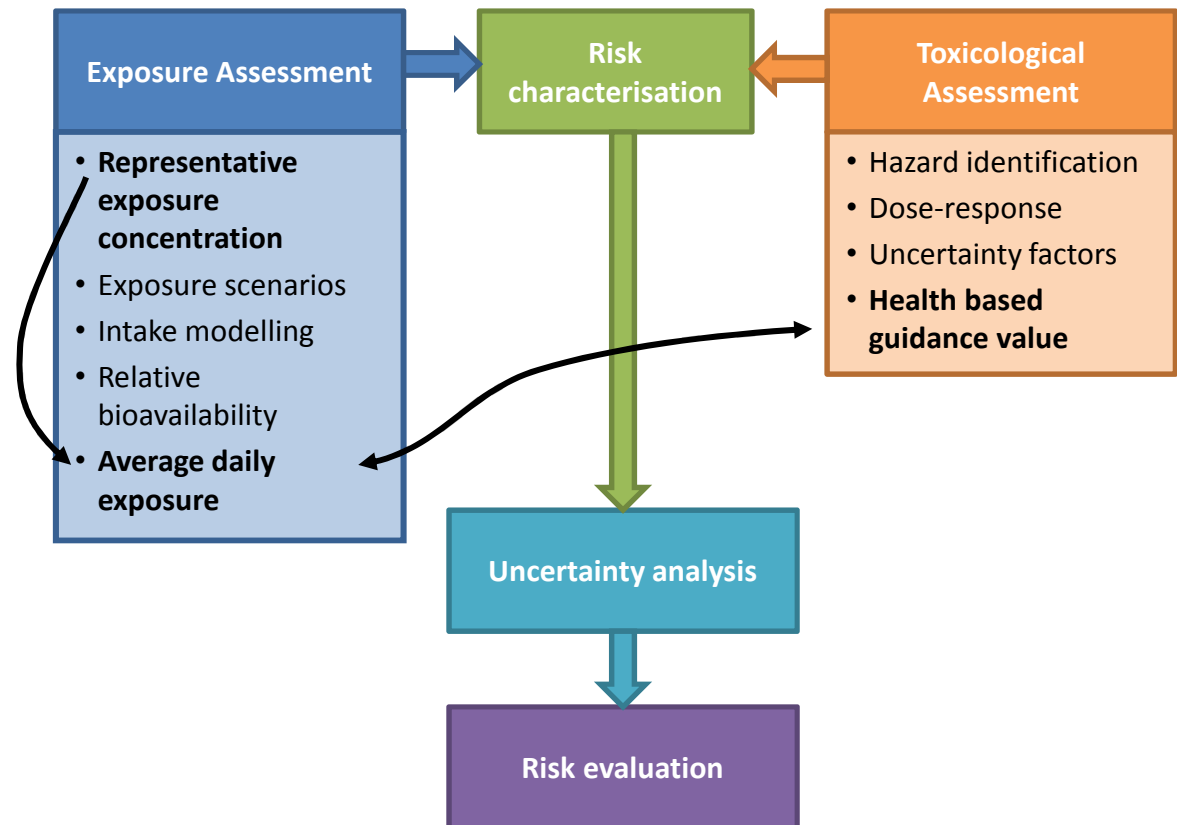 Exposure Assessment
• Representative
exposure
concentration
• Exposure scenarios
• Intake modelling
• Relative
bioavailability
• Average daily
exposure
Risk
characterisation
Toxicological
Assessment
• Hazard identification
• Dose-response
• Uncertainty factors
• Health based
guidance value
Uncertainty analysis
Risk evaluation